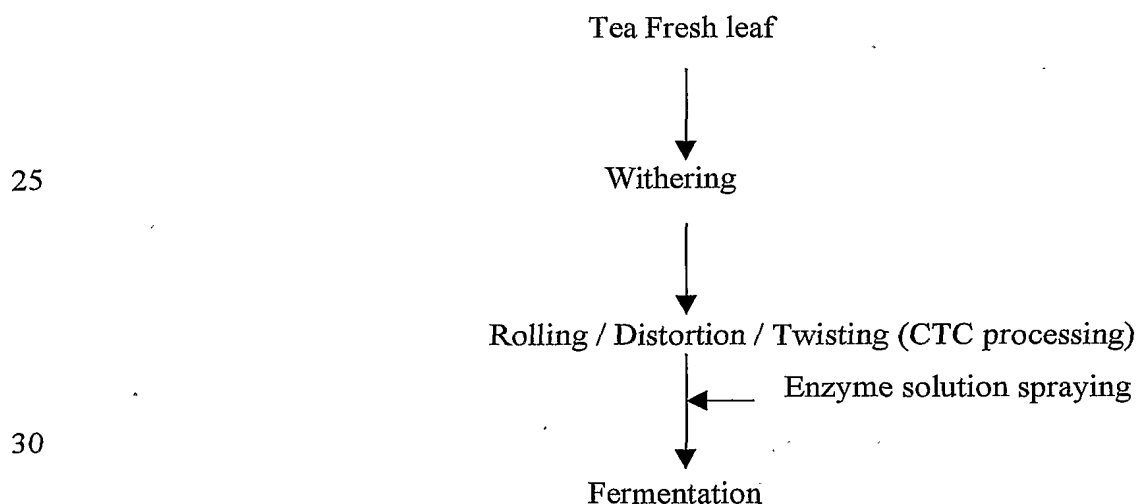 Tea Fresh leaf
25 Withering
Rolling / Distortion / Twisting (CTC processing)
Enzyme solution spraying
30
Fermentation